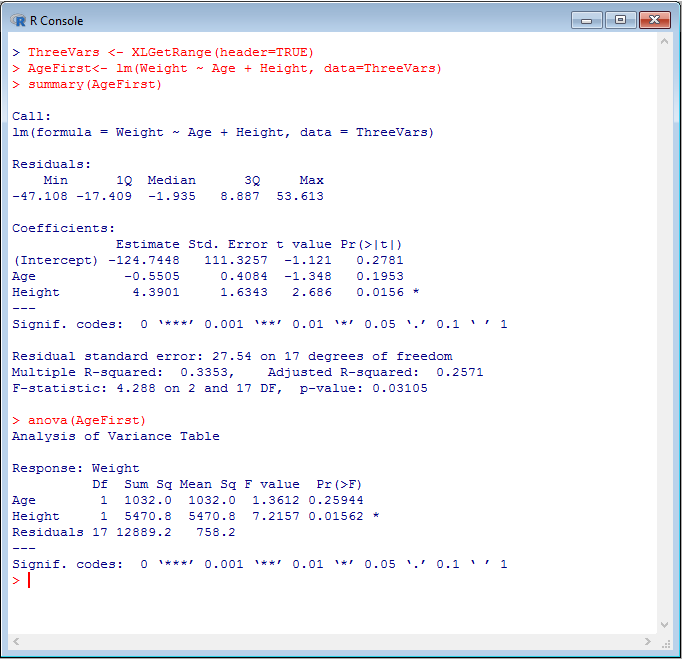 R Console
> ThreeVars <- XLGetRange(header=TRUE)
> AgeFirst<- lm(Weight ~ Age + Height, data=ThreeVars)
> summary(AgeFirst)
Call:
lm(formula = Weight ~ Age + Height, data = ThreeVars)
Residuals:
    Min      1Q  Median      3Q     Max
-47.108 -17.409  -1.935   8.887  53.613
Coefficients:
             Estimate Std. Error t value Pr(>|t|)
(Intercept) -124.7448   111.3257  -1.121   0.2781
Age           -0.5505     0.4084  -1.348   0.1953
Height         4.3901     1.6343   2.686   0.0156 *
---
Signif. codes:  0 ‘***’ 0.001 ‘**’ 0.01 ‘*’ 0.05 ‘.’ 0.1 ‘ ’ 1
Residual standard error: 27.54 on 17 degrees of freedom
Multiple R-squared:  0.3353,    Adjusted R-squared:  0.2571
F-statistic: 4.288 on 2 and 17 DF,  p-value: 0.03105
> anova(AgeFirst)
Analysis of Variance Table
Response: Weight
          Df  Sum Sq Mean Sq F value  Pr(>F)
Age        1  1032.0  1032.0  1.3612 0.25944
Height     1  5470.8  5470.8  7.2157 0.01562 *
Residuals 17 12889.2   758.2
---
Signif. codes:  0 ‘***’ 0.001 ‘**’ 0.01 ‘*’ 0.05 ‘.’ 0.1 ‘ ’ 1
>